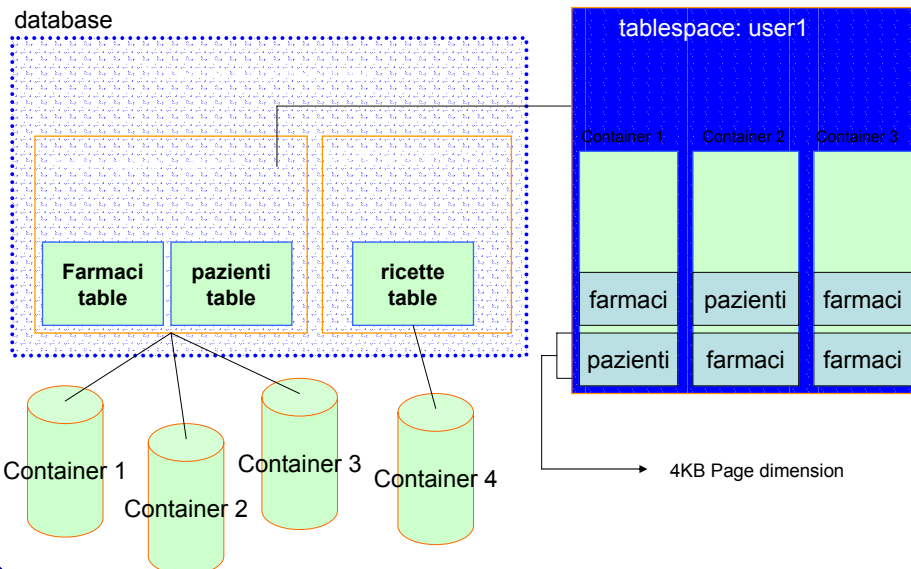 database
Farmaci
table
pazienti
table
ricette
table
Container 1
Container 2
Container 3
Container 4
tablespace: user1
Container 1 Container 2 Container 3
farmaci pazienti farmaci
pazienti farmaci farmaci
4KB Page dimension